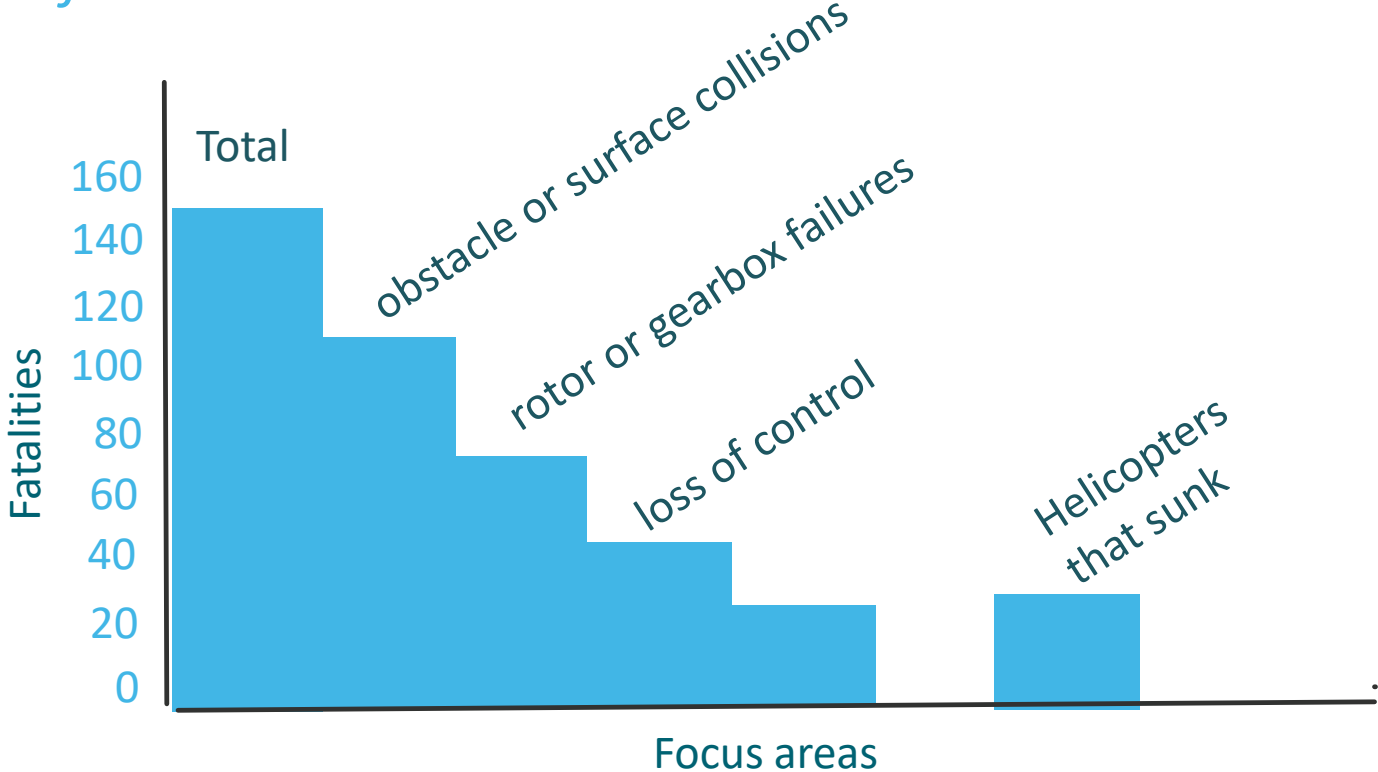 Total
obstacle or surface collisions
rotor or gearbox failures
loss of control
Helicopters
that sunk
160
140
120
100
80
60
40
20
0
Fatalities
Focus areas